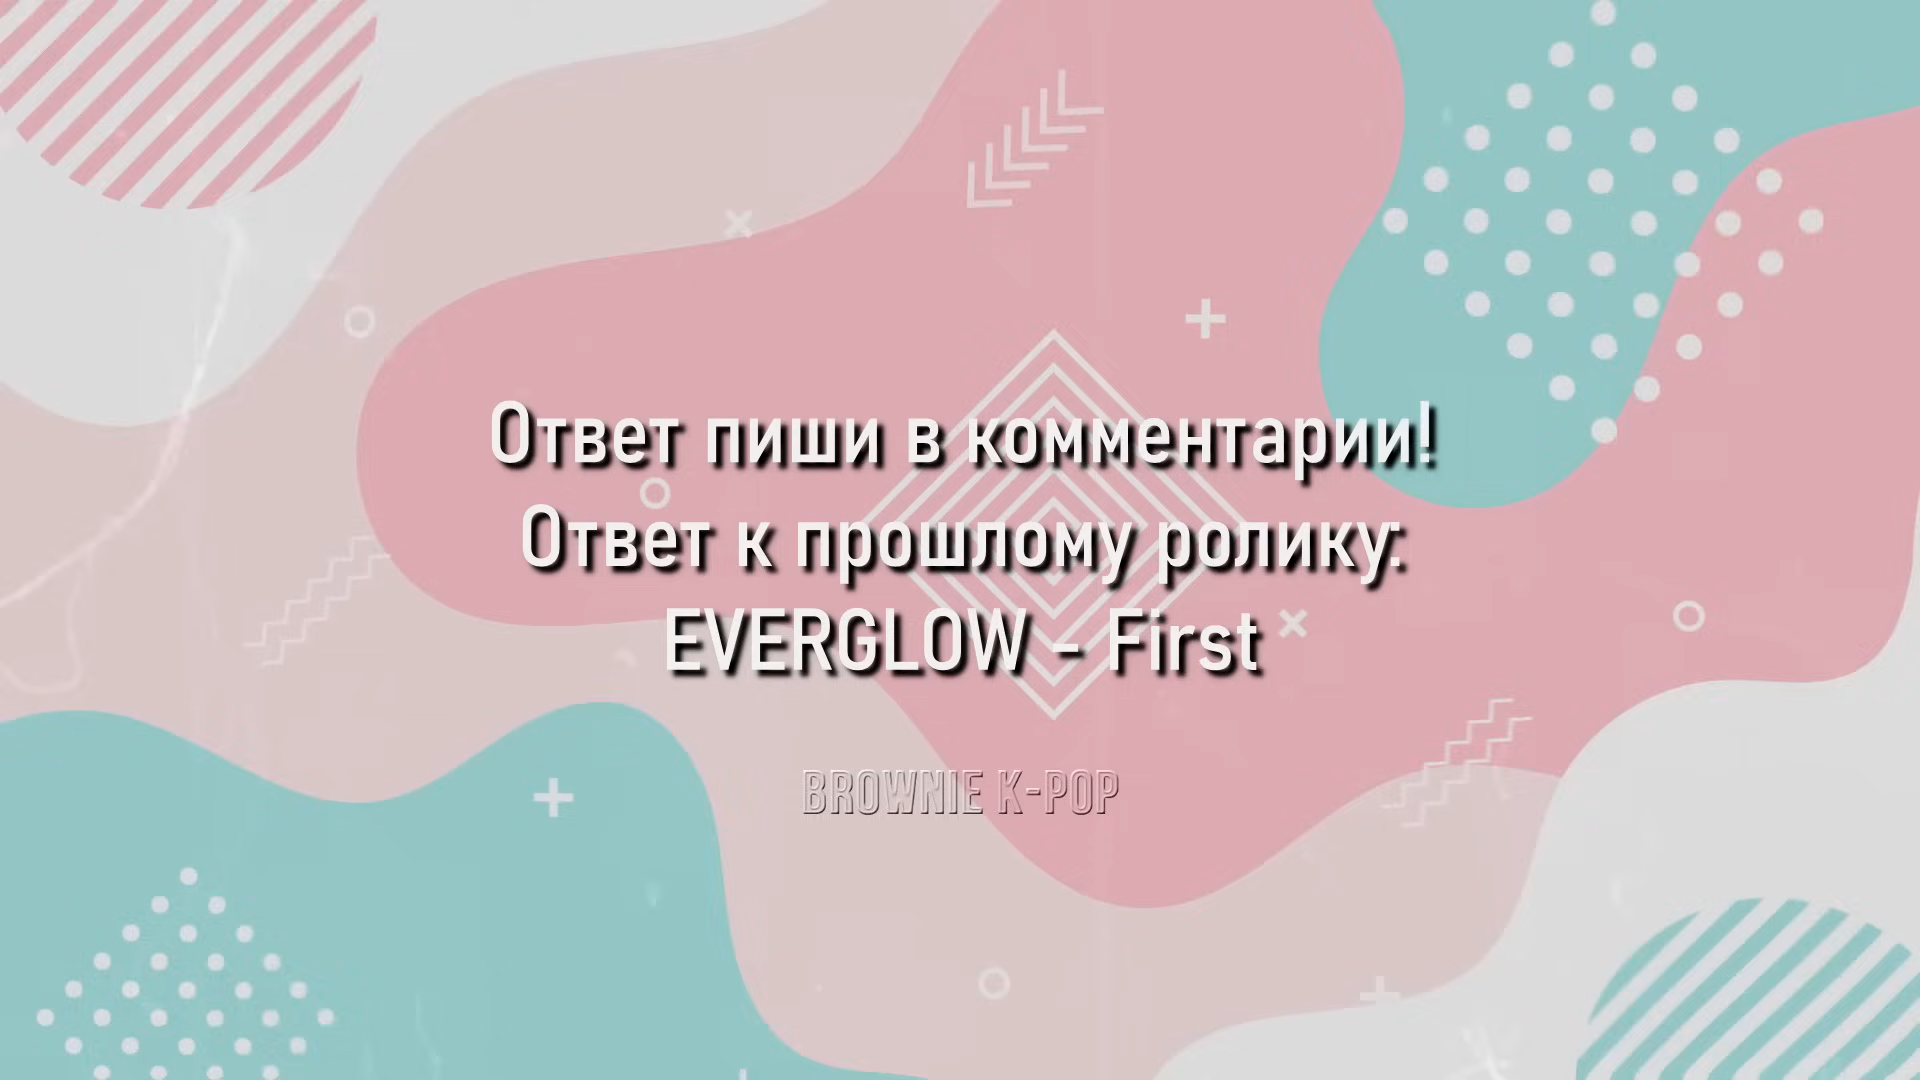 Ответ пиши в комментарии!
Ответ к прошлому ролику:
EVERGLOW - First
BROWNIE K-POP